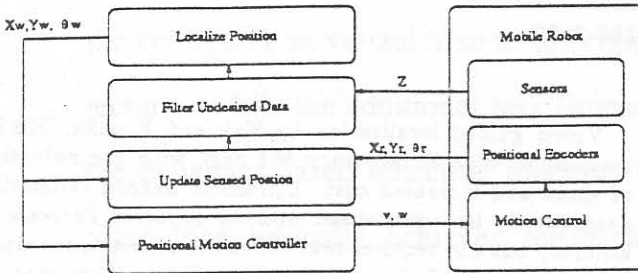 Xw,Yw, θw
Localize Position
Mobile Robot
Z
Sensors
Filter Undesired Data
Xr, Yr, θr
Positional Encoders
Update Stated Position
v, w
Motion Control
Positional Motion Controller